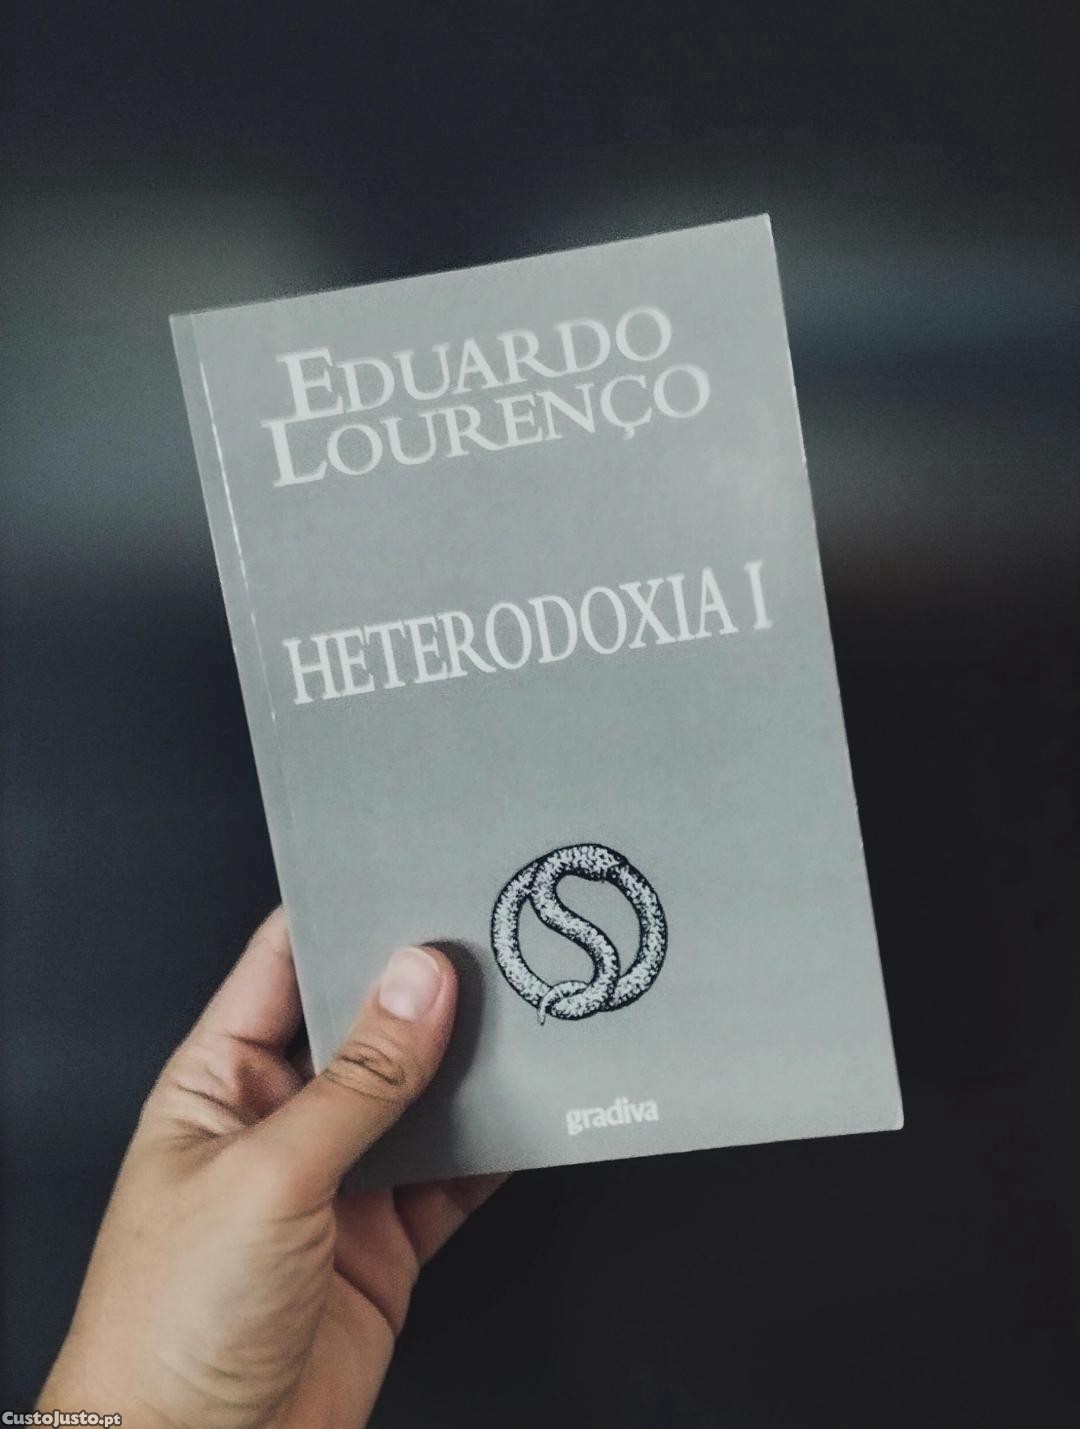 EDUARDO
LOURENÇO
HETERODOXIA I
gradiva
CustoJusto.pt